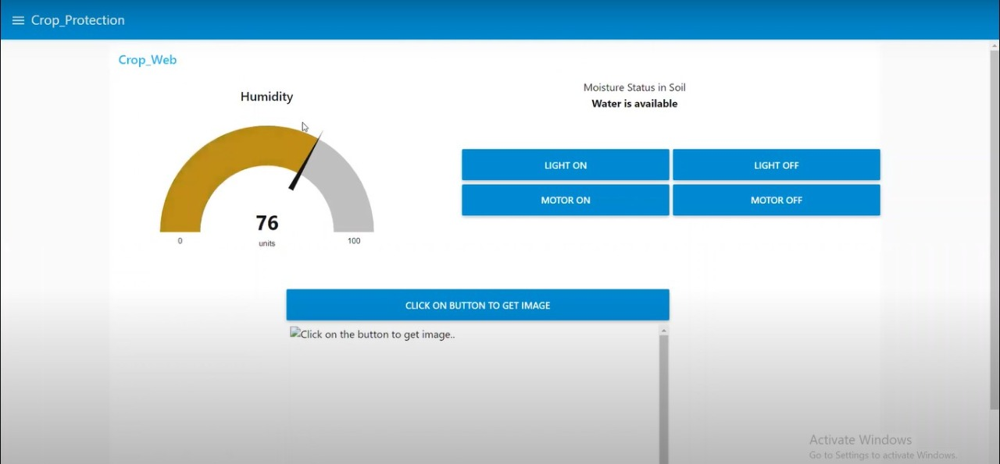 Crop_Protection
Crop_Web
Humidity
76
units
0
100
Moisture Status in Soil
Water is available
LIGHT ON
LIGHT OFF
MOTOR ON
MOTOR OFF
CLICK ON BUTTON TO GET IMAGE
Click on the button to get image..
Activate Windows
Go to Settings to activate Windows.